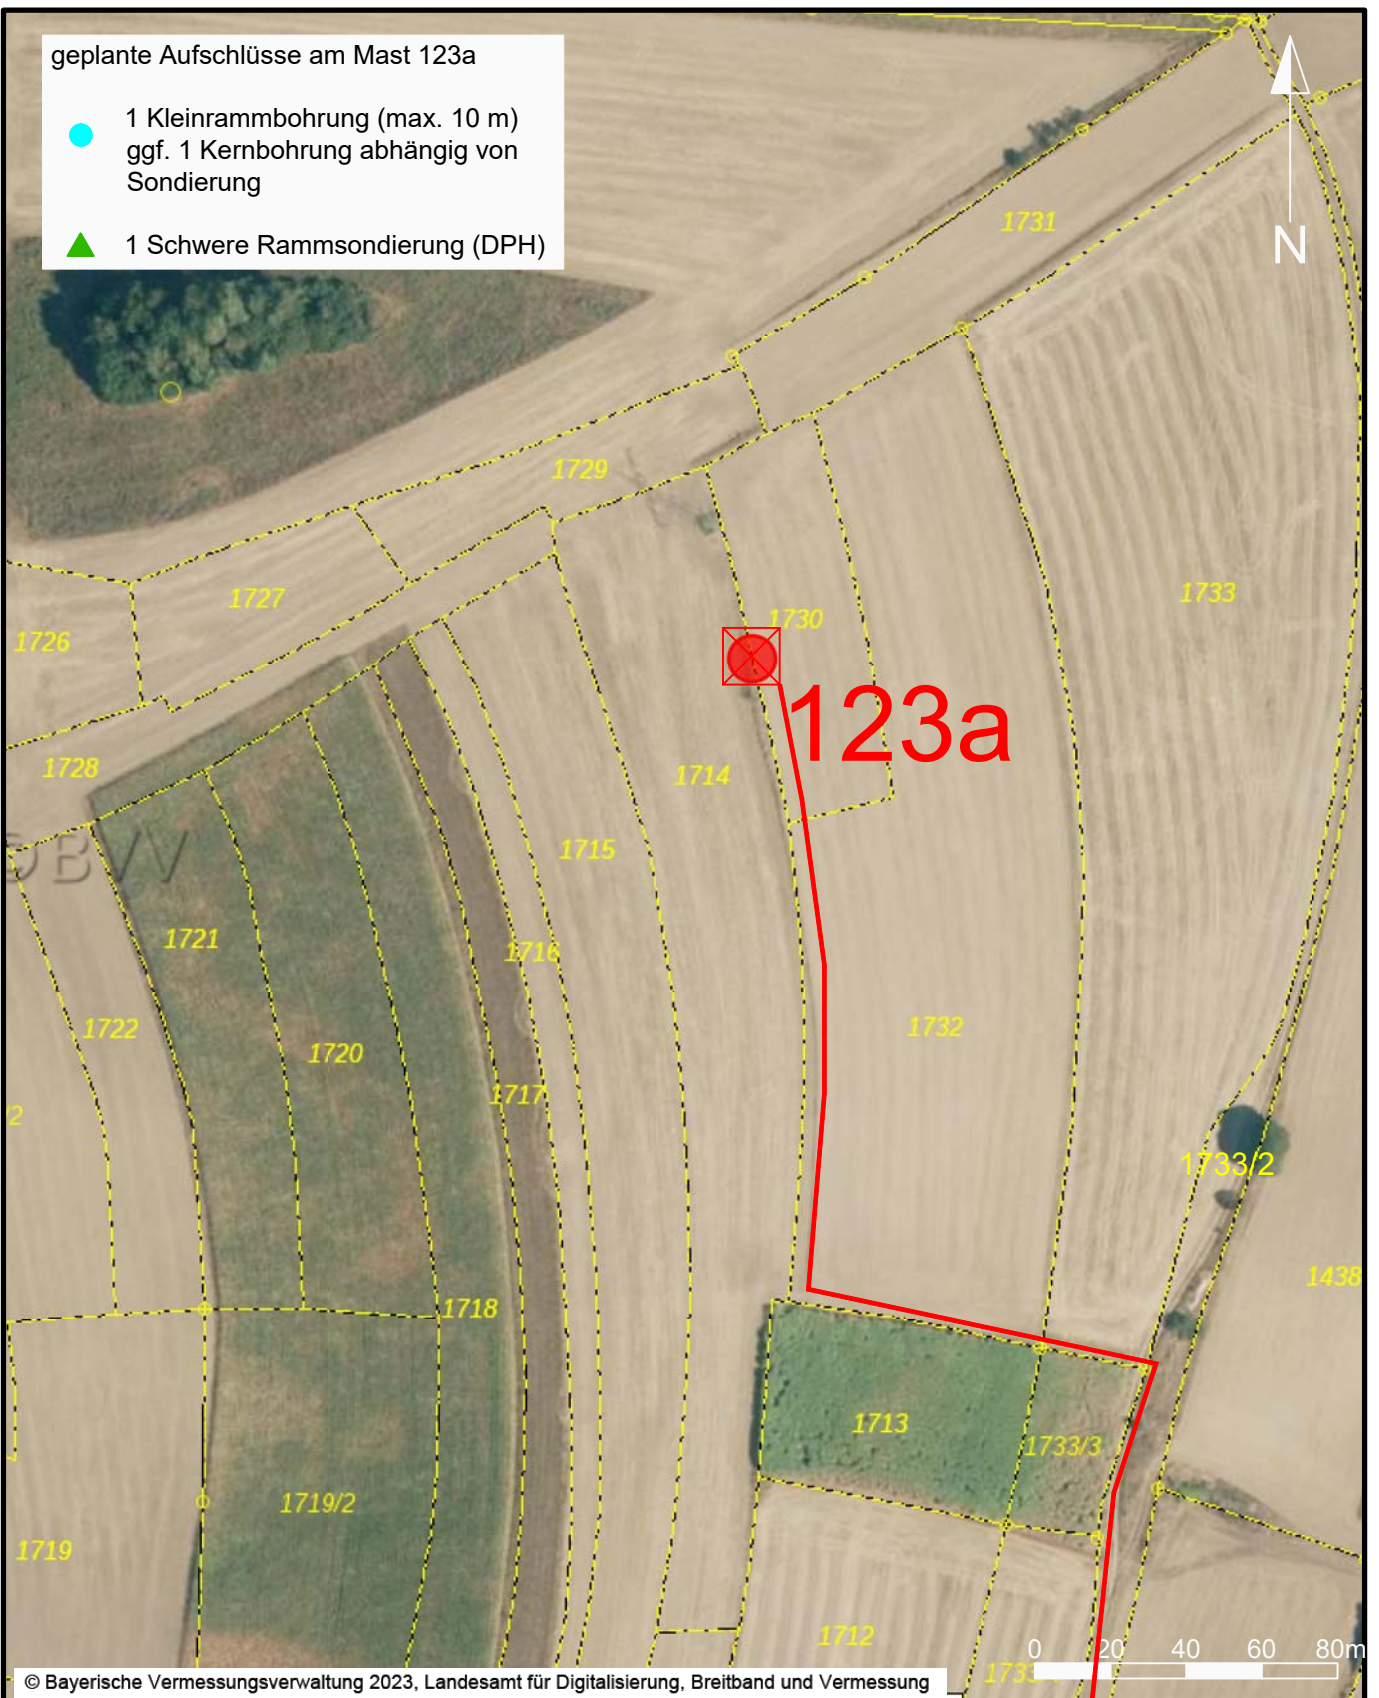 geplante Aufschlüsse am Mast 123a
1 Kleinrammbohrung (max. 10 m)
ggf. 1 Kernbohrung abhängig von
Sondierung
1 Schwere Rammsondierung (DPH)
N
1731
1729
1727
1730
1733
1726
123a
1728
1714
1715
1721
1716
1722
1732
1720
1717
/2
1733/2
1438
1718
1713
1733/3
1719/2
1719
1712
0 20 40 60 80m
©BVV
© Bayerische Vermessungsverwaltung 2023, Landesamt für Digitalisierung, Breitband und Vermessung